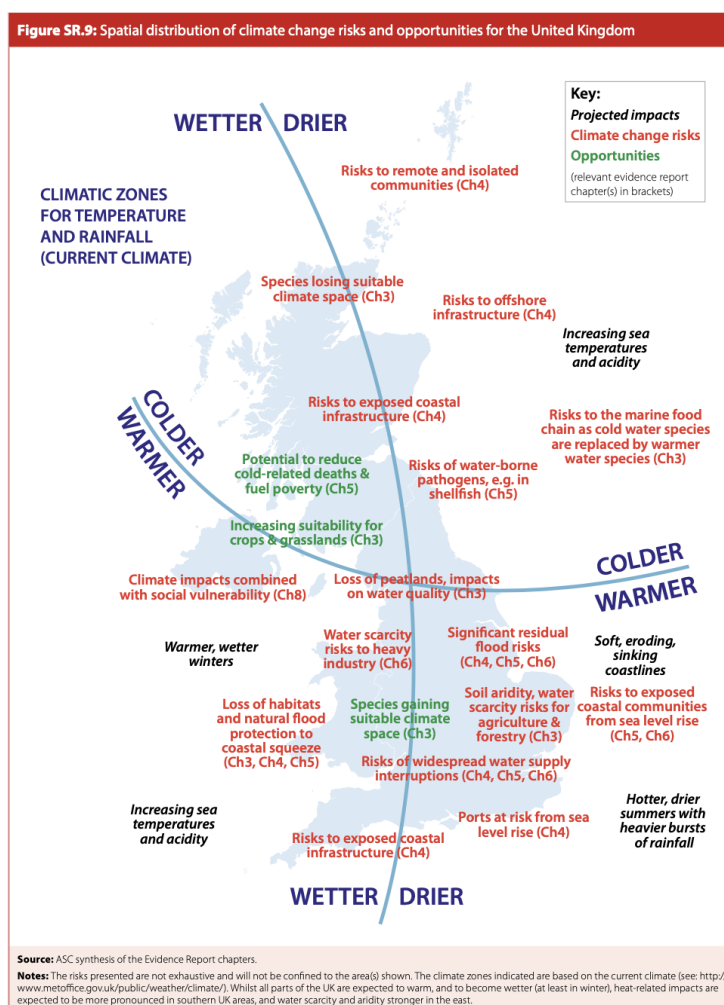 Figure SR.9: Spatial distribution of climate change risks and opportunities for the United Kingdom
Key:
Projected impacts
Climate change risks
Opportunities
(relevant evidence report
chapter(s) in brackets)
WETTER DRIER
CLIMATIC ZONES
FOR TEMPERATURE
AND RAINFALL
(CURRENT CLIMATE)
Risks to remote and isolated
communities (Ch4)
Species losing suitable
climate space (Ch3)
Risks to offshore
infrastructure (Ch4)
Increasing sea
temperatures
and acidity
Risks to exposed coastal
infrastructure (Ch4)
Risks to the marine food
chain as cold water species
are replaced by warmer
water species (Ch3)
COLDER
WARMER
Potential to reduce
cold-related deaths &
fuel poverty (Ch5)
Risks of water-borne
pathogens, e.g. in
shellfish (Ch5)
Increasing suitability for
crops & grasslands (Ch3)
COLDER
WARMER
Climate impacts combined
with social vulnerability (Ch8)
Loss of peatlands, impacts
on water quality (Ch3)
Warmer, wetter
winters
Water scarcity
risks to heavy
industry (Ch6)
Significant residual
flood risks
(Ch4, Ch5, Ch6)
Soft, eroding,
sinking
coastlines
Loss of habitats
and natural flood
protection to
coastal squeeze
(Ch3, Ch4, Ch5)
Species gaining
suitable climate
space (Ch3)
Soil aridity, water
scarcity risks for
agriculture &
forestry (Ch3)
Risks to exposed
coastal communities
from sea level rise
(Ch5, Ch6)
Risks of widespread water supply
interruptions (Ch4, Ch5, Ch6)
Increasing sea
temperatures
and acidity
Ports at risk from sea
level rise (Ch4)
Hotter, drier
summers with
heavier bursts
of rainfall
Risks to exposed coastal
infrastructure (Ch4)
WETTER DRIER
Source: ASC synthesis of the Evidence Report chapters.
Notes: The risks presented are not exhaustive and will not be confined to the area(s) shown. The climate zones indicated are based on the current climate (see: http:/
www.metoffice.gov.uk/public/weather/climate/). Whilst all parts of the UK are expected to warm, and to become wetter (at least in winter), heat-related impacts are
expected to be more pronounced in southern UK areas, and water scarcity and aridity stronger in the east.